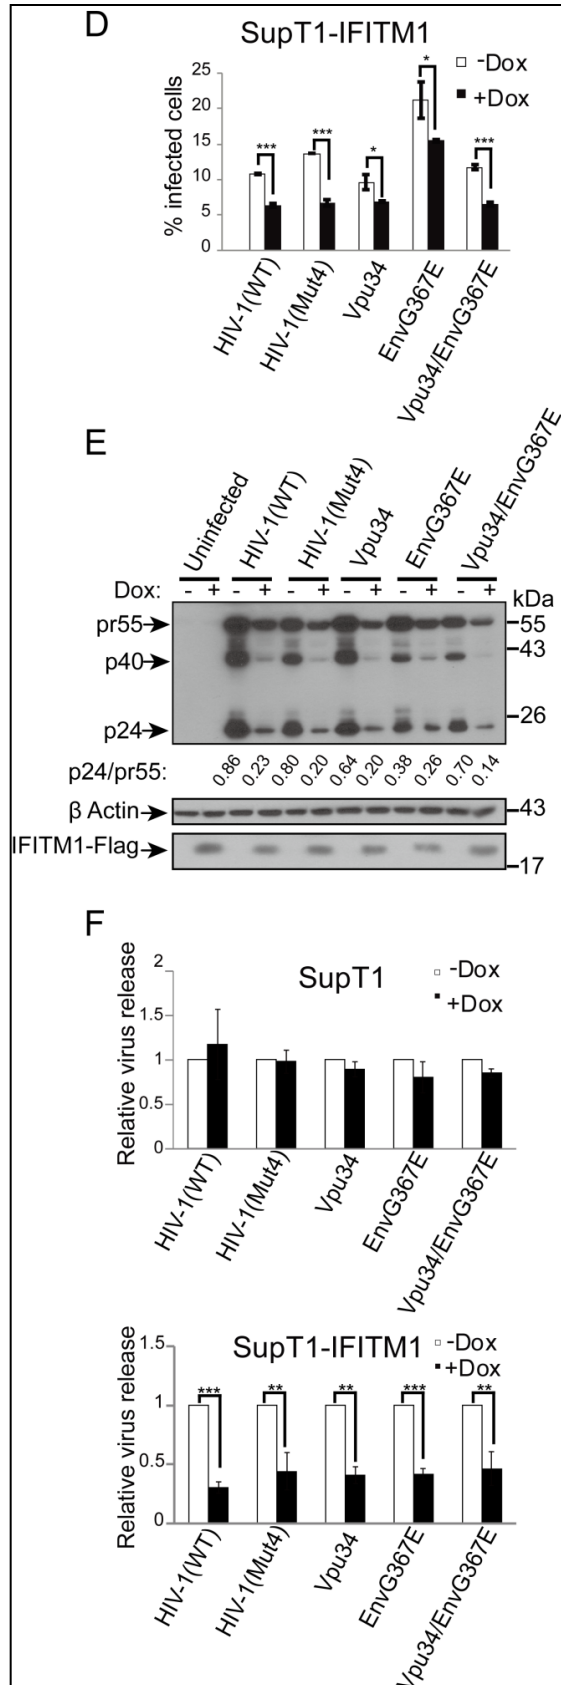 D
SupT1-IFITM1
-Dox
+Dox
% infected cells
25
20
15
10
5
0
*** *** * * ***
HIV-1(WT)
HIV-1(Mut4)
Vpu34
EnvG367E
Vpu34/EnvG367E
E
Uninfected
HIV-1(WT)
HIV-1(Mut4)
Vpu34
EnvG367E
Vpu34/EnvG367E
Dox: - + - + - + - + - + - +
kDa
pr55 55
43
p40
26
p24
p24/pr55: 0.86 0.23 0.80 0.20 0.64 0.20 0.38 0.26 0.70 0.14
β Actin 43
IFITM1-Flag
17
F
SupT1
-Dox
+Dox
Relative virus release
2
1.5
1
0.5
0
HIV-1(WT)
HIV-1(Mut4)
Vpu34
EnvG367E
Vpu34/EnvG367E
SupT1-IFITM1
-Dox
+Dox
Relative virus release
1.5
1
0.5
0
*** ** ** *** **
HIV-1(WT)
HIV-1(Mut4)
Vpu34
EnvG367E
Vpu34/EnvG367E